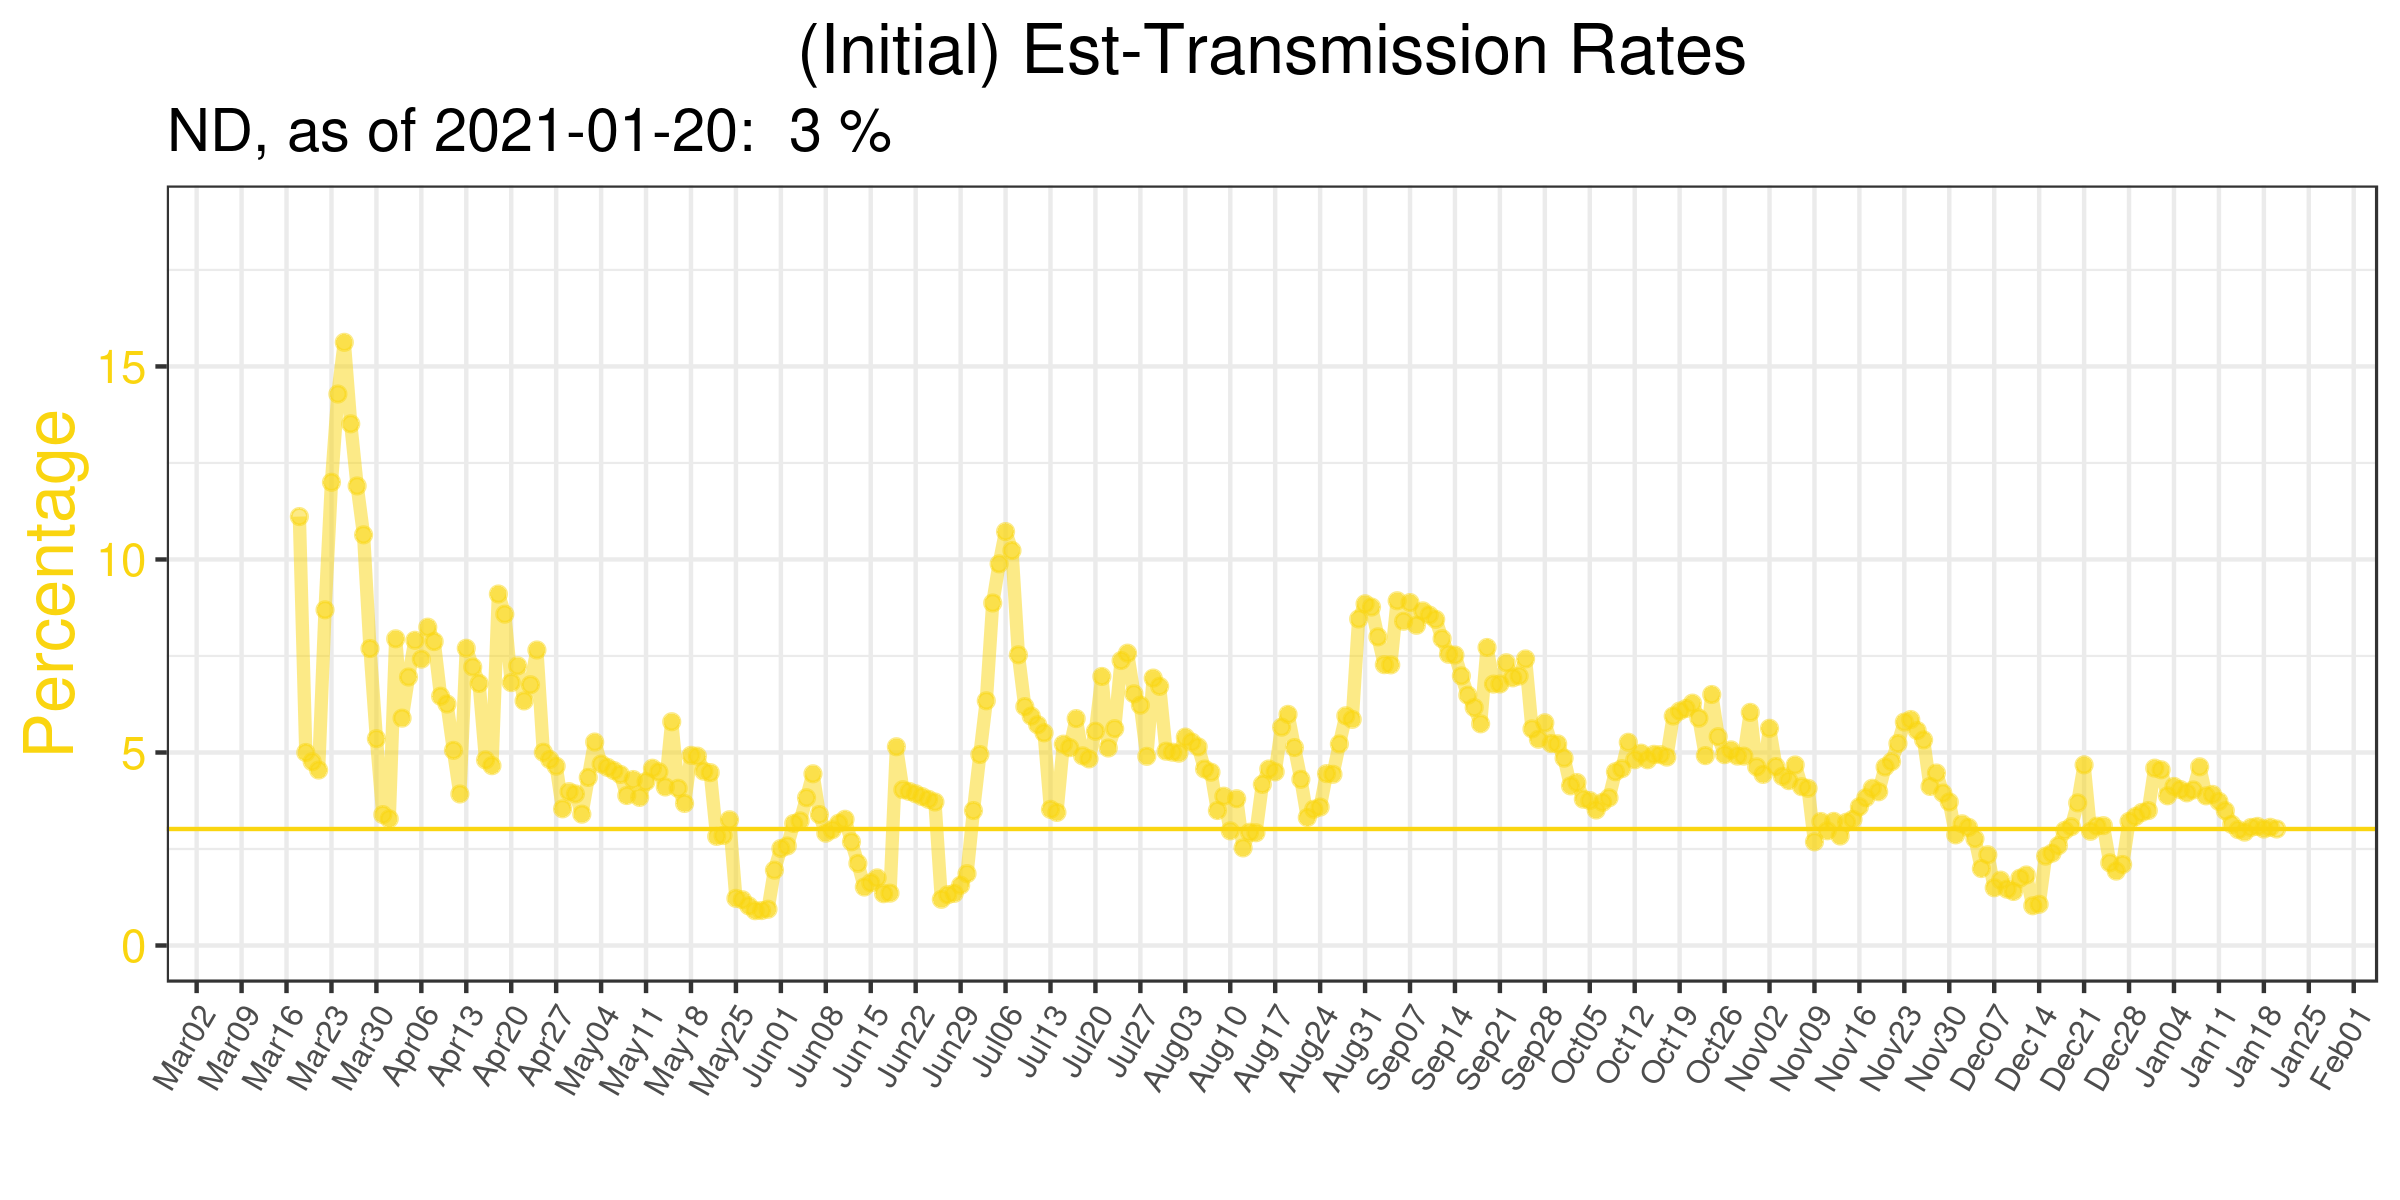 (Initial) Est-Transmission Rates
ND, as of 2021-01-20:  3 %
Percentage
15
10
5
0
Mar02
Mar09
Mar16
Mar23
Mar30
Apr06
Apr13
Apr20
Apr27
May04
May11
May18
May25
Jun01
Jun08
Jun15
Jun22
Jun29
Jul06
Jul13
Jul20
Jul27
Aug03
Aug10
Aug17
Aug24
Aug31
Sep07
Sep14
Sep21
Sep28
Oct05
Oct12
Oct19
Oct26
Nov02
Nov09
Nov16
Nov23
Nov30
Dec07
Dec14
Dec21
Dec28
Jan04
Jan11
Jan18
Jan25
Feb01